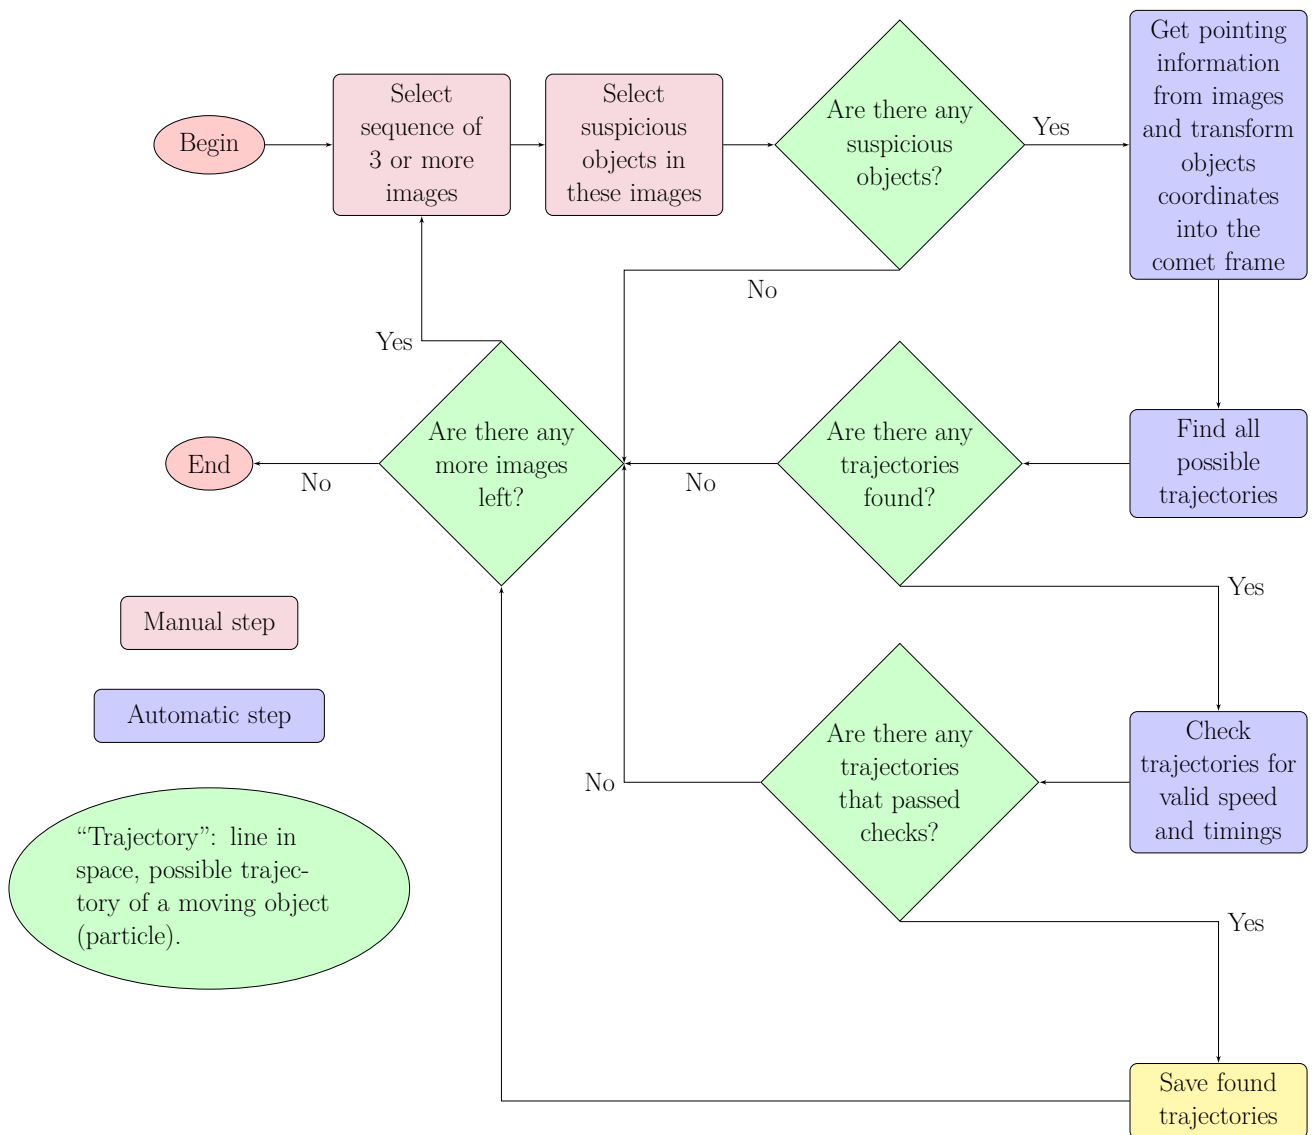 Begin
Select
sequence of
3 or more
images
Select
suspicious
objects in
these images
Are there any
suspicious
objects?
Yes
Get pointing
information
from images
and transform
objects
coordinates
into the
comet frame
No
Yes
End
No
Are there any
more images
left?
No
Are there any
trajectories
found?
Find all
possible
trajectories
Yes
Manual step
Automatic step
No
Are there any
trajectories
that passed
checks?
Check
trajectories for
valid speed
and timings
“Trajectory”: line in
space, possible trajec-
tory of a moving object
(particle).
Yes
Save found
trajectories